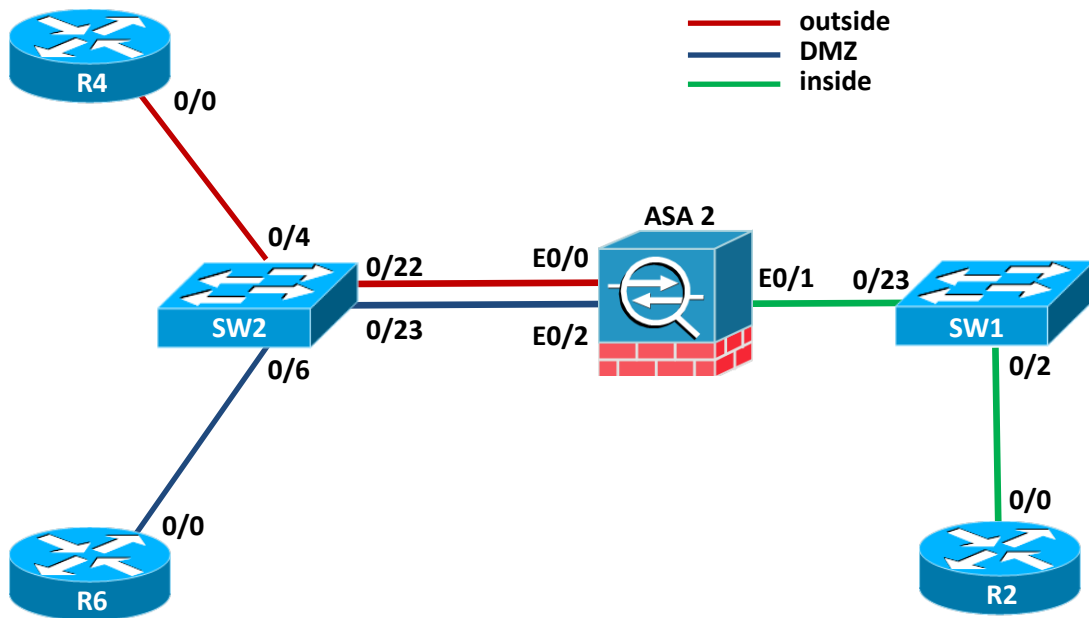 outside
DMZ
inside
R4
0/0
0/4
ASA 2
0/22
E0/0
E0/1
0/23
SW2
0/23
E0/2
SW1
0/6
0/2
0/0
0/0
R6
R2